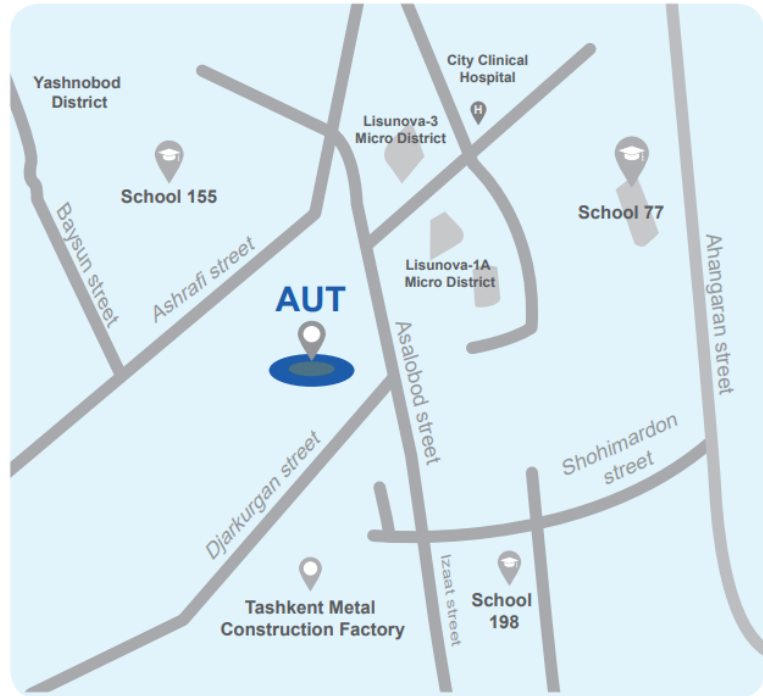 City Clinical
Hospital
H
Yashnobod
District
Lisunova-3
Micro District
School 155
School 77
Baysun street
Ashrafi street
Lisunova-1A
Micro District
Ahangaran street
AUT
Asalobod street
Shohimardon
street
Djarkurgan street
Izaat street
Tashkent Metal
Construction Factory
School
198